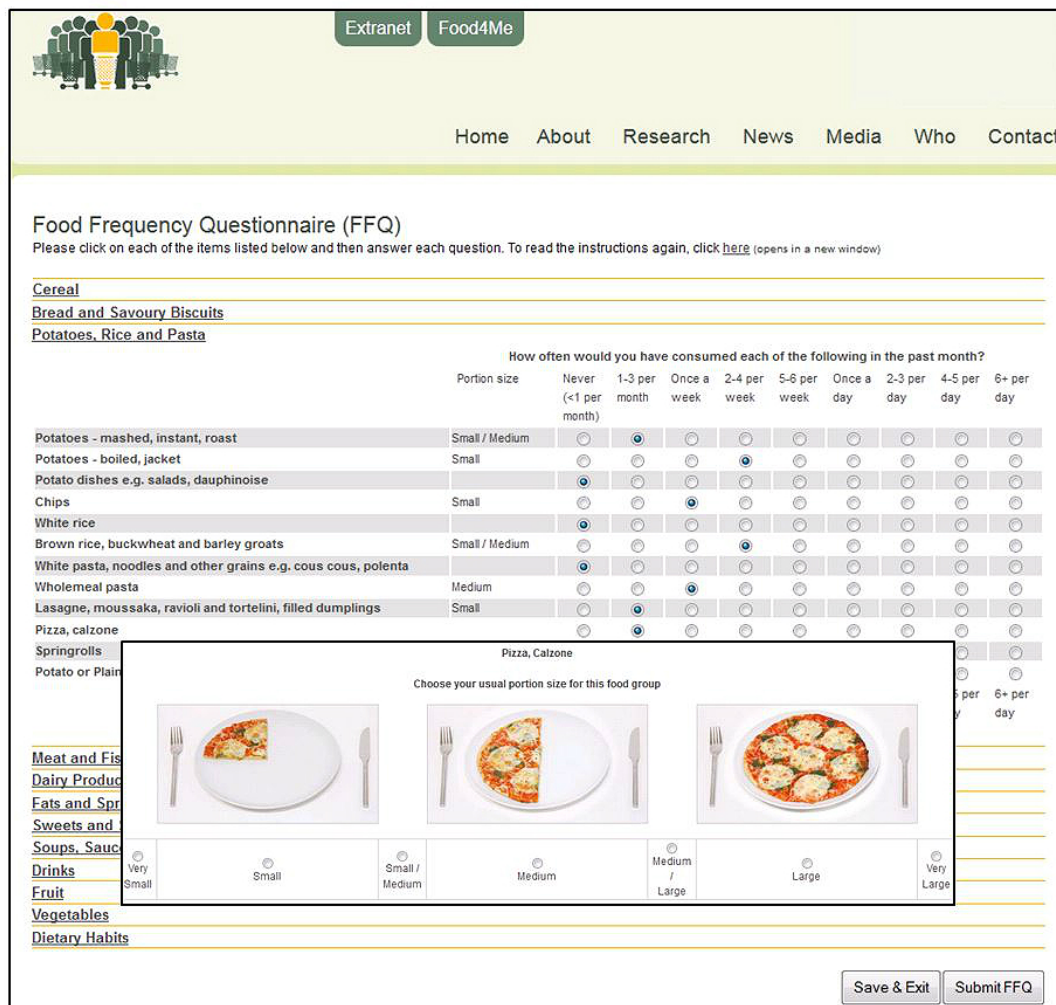 Extranet Food4Me
Home About Research News Media Who Contact
Food Frequency Questionnaire (FFQ)
Please click on each of the items listed below and then answer each question. To read the instructions again, click here (opens in a new window)
Cereal
Bread and Savoury Biscuits
Potatoes, Rice and Pasta
How often would you have consumed each of the following in the past month?
Portion size Never (<1 per month) 1-3 per month Once a week 2-4 per week 5-6 per week Once a day 2-3 per day 4-5 per day 6+ per day
Potatoes - mashed, instant, roast Small / Medium
Potatoes - boiled, jacket Small
Potato dishes e.g. salads, dauphinoise
Chips Small
White rice
Brown rice, buckwheat and barley groats Small / Medium
White pasta, noodles and other grains e.g. cous cous, polenta
Wholemeal pasta Medium
Lasagne, moussaka, ravioli and tortelini, filled dumplings Small
Pizza, calzone
Springrolls
Potato or Plain
per day 6+ per day
Pizza, Calzone
Choose your usual portion size for this food group
Very Small Small Small / Medium Medium Medium / Large Large Very Large
Meat and Fis
Dairy Produc
Fats and Spr
Sweets and
Soups, Sauc
Drinks
Fruit
Vegetables
Dietary Habits
Save & Exit Submit FFQ